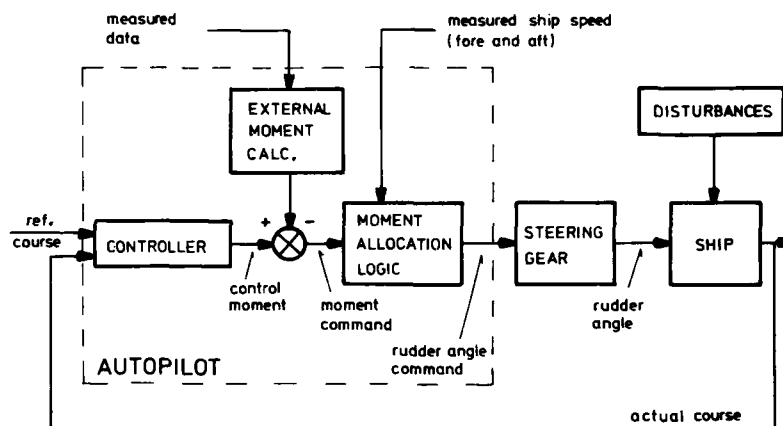 measured
data
measured ship speed
(fore and aft)
EXTERNAL
MOMENT
CALC.
DISTURBANCES
+
-
ref.
course
CONTROLLER
MOMENT
ALLOCATION
LOGIC
STEERING
GEAR
SHIP
control
moment
moment
command
rudder
angle
rudder angle
command
AUTOPILOT
actual course